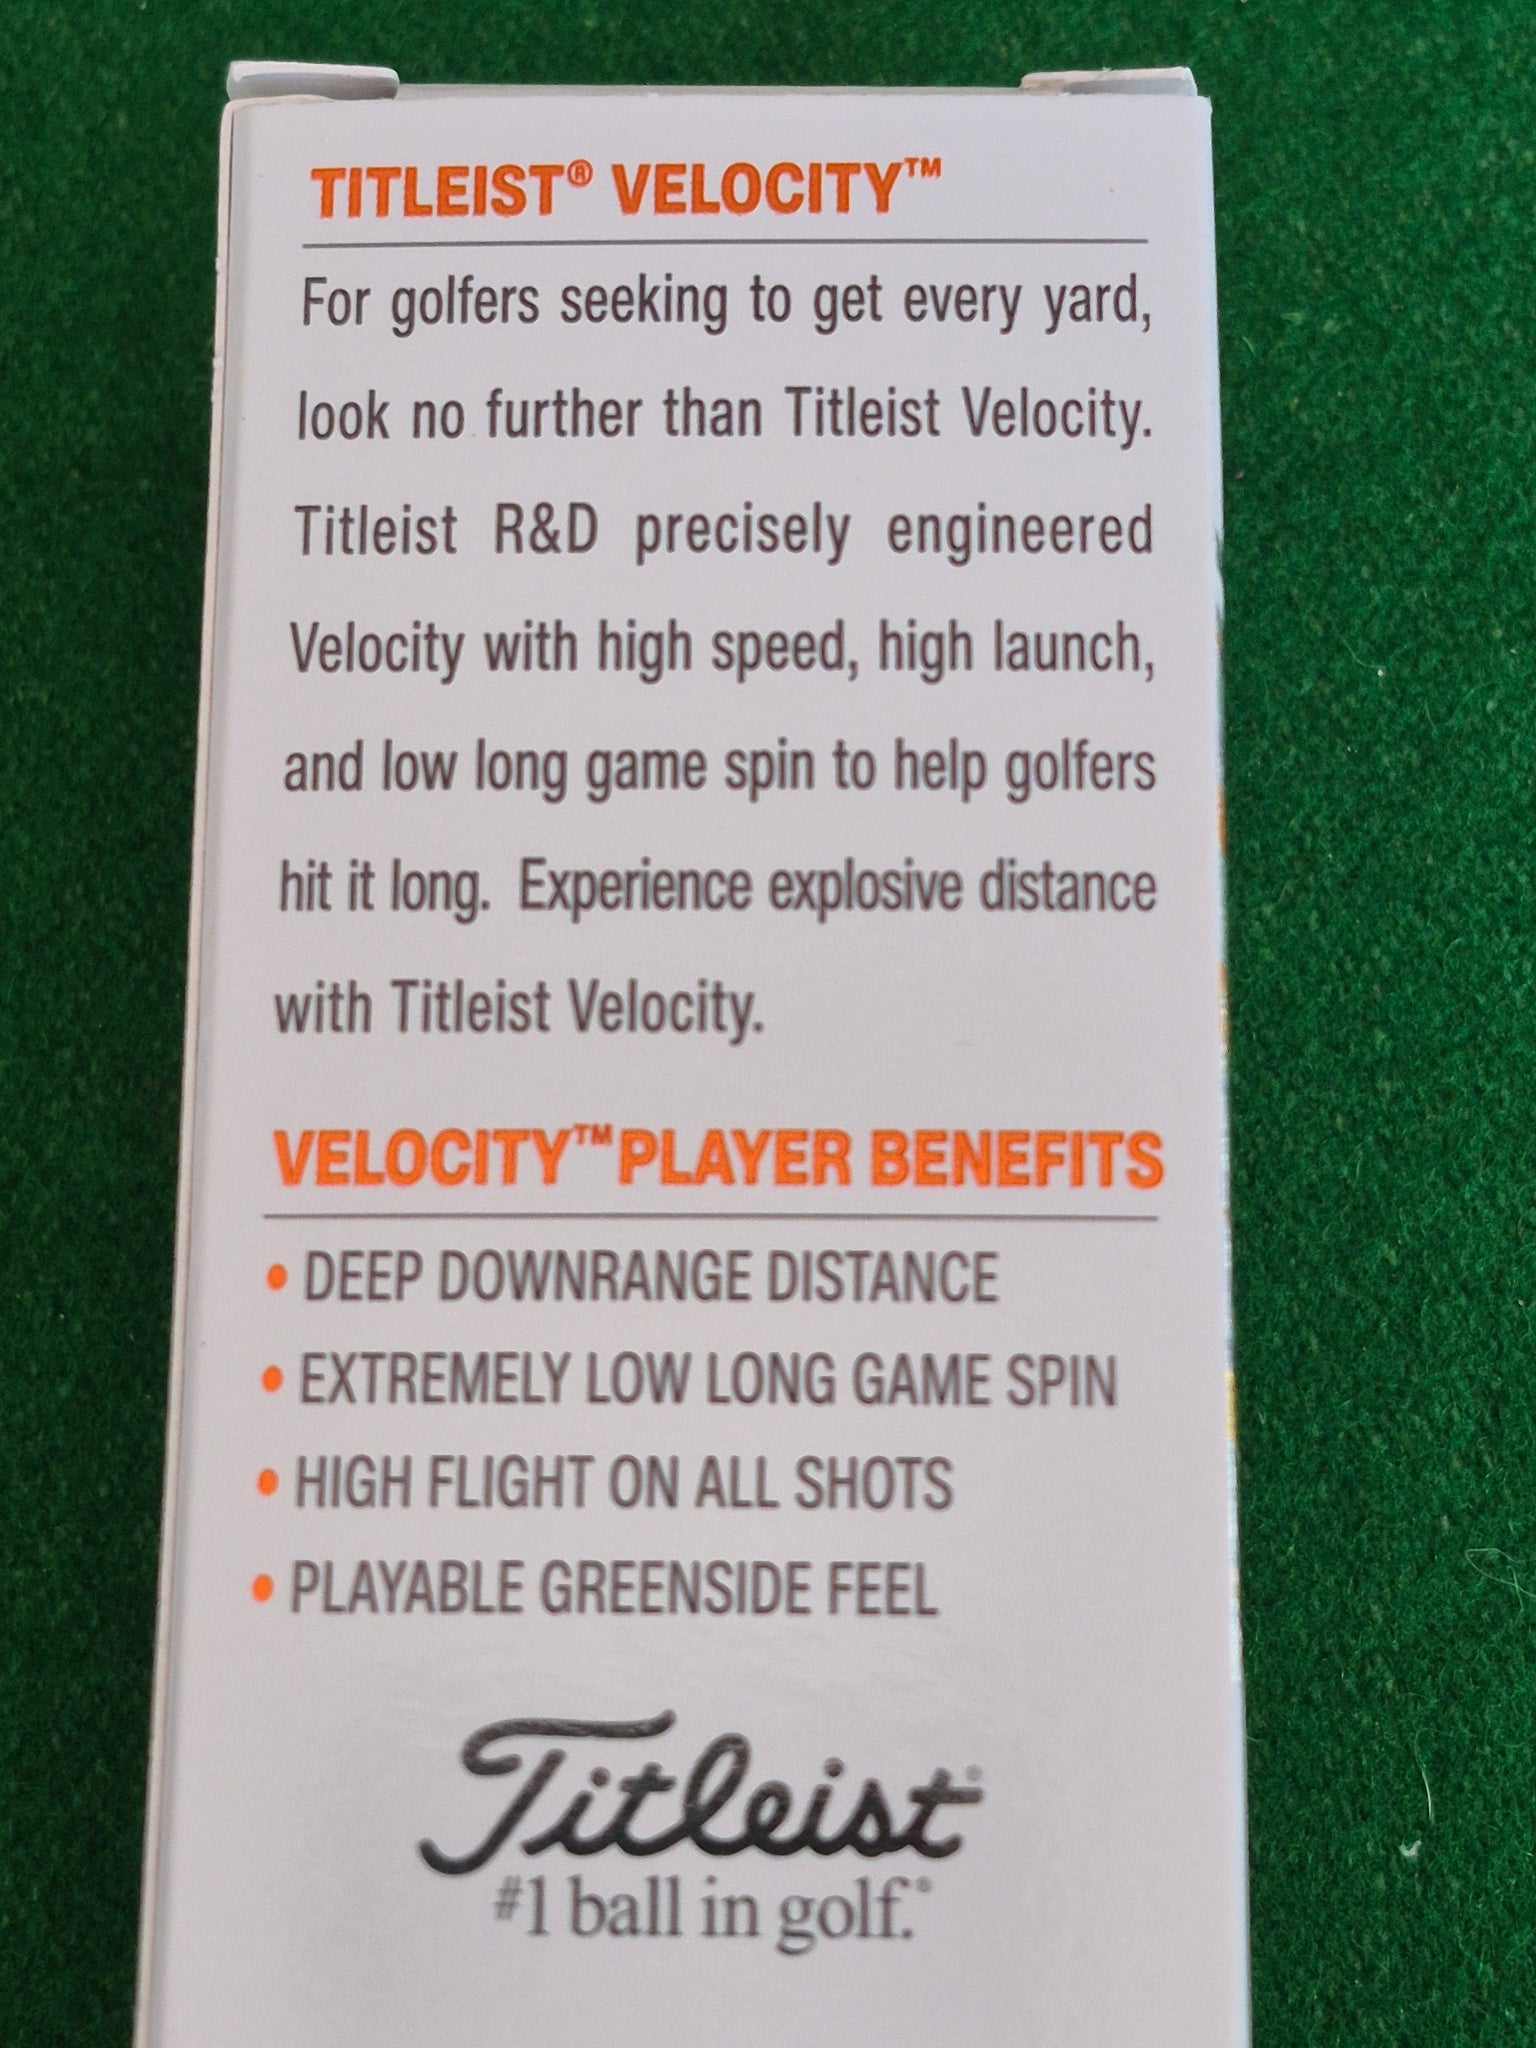 TITLEIST® VELOCITY™
For golfers seeking to get every yard,
look no further than Titleist Velocity.
Titleist R&D precisely engineered
Velocity with high speed, high launch,
and low long game spin to help golfers
hit it long. Experience explosive distance
with Titleist Velocity.
VELOCITY™ PLAYER BENEFITS
• DEEP DOWNRANGE DISTANCE
• EXTREMELY LOW LONG GAME SPIN
• HIGH FLIGHT ON ALL SHOTS
• PLAYABLE GREENSIDE FEEL
Titleist®
#1 ball in golf.®